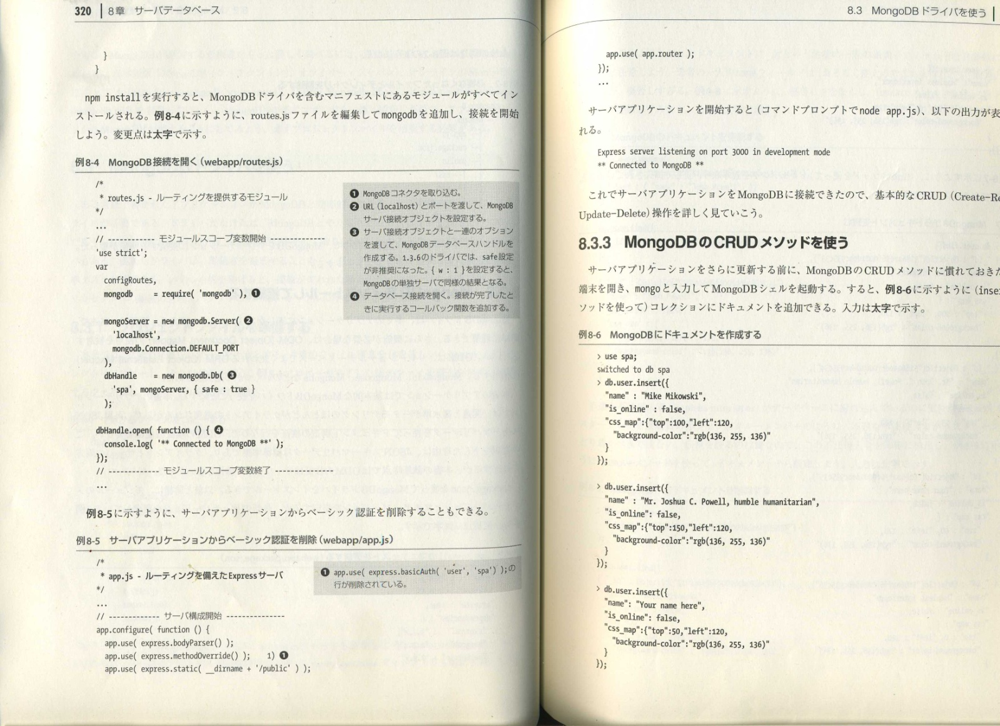 320 8章 サーバデータベース
}
}
npm installを実行すると、MongoDBドライバを含むマニフェストにあるモジュールがすべてイン
ストールされる。例8-4に示すように、routes.jsファイルを編集してmongodbを追加し、接続を開始
しよう。変更点は太字で示す。
例8-4 MongoDB接続を開く(webapp/routes.js)
/*
* routes.js - ルーティングを提供するモジュール
*/
...
// ------------ モジュールスコープ変数開始 --------------
'use strict';
var
configRoutes,
mongodb = require( 'mongodb' ), ❶
mongoServer = new mongodb.Server( ❷
'localhost',
mongodb.Connection.DEFAULT_PORT
),
dbHandle = new mongodb.Db( ❸
'spa', mongoServer, { safe : true }
);
dbHandle.open( function () { ❹
console.log( '** Connected to MongoDB **' );
});
// ------------- モジュールスコープ変数終了 ---------------
...
❶ MongoDBコネクタを取り込む。
❷ URL(localhost)とポートを渡して、MongoDB
サーバ接続オブジェクトを設定する。
❸ サーバ接続オブジェクトと一連のオプション
を渡して、MongoDBデータベースハンドルを
作成する。1.3.6のドライバでは、safe設定
が非推奨になった。{ w : 1 }を設定すると、
MongoDBの単独サーバで同様の結果となる。
❹ データベース接続を開く。接続が完了したと
きに実行するコールバック関数を追加する。
例8-5に示すように、サーバアプリケーションからベーシック認証を削除することもできる。
例8-5 サーバアプリケーションからベーシック認証を削除(webapp/app.js)
/*
* app.js - ルーティングを備えたExpressサーバ
*/
...
// ------------- サーバ構成開始 ---------------
app.configure( function () {
app.use( express.bodyParser() );
app.use( express.methodOverride() ); 1) ❶
app.use( express.static( __dirname + '/public' ) );
❶ app.use( express.basicAuth( 'user', 'spa') );の
行が削除されている。
8.3 MongoDBドライバを使う
app.use( app.router );
});
...
サーバアプリケーションを開始すると(コマンドプロンプトでnode app.js)、以下の出力が表
れる。
Express server listening on port 3000 in development mode
** Connected to MongoDB **
これでサーバアプリケーションをMongoDBに接続できたので、基本的なCRUD(Create-Re
Update-Delete)操作を詳しく見ていこう。
8.3.3 MongoDBのCRUDメソッドを使う
サーバアプリケーションをさらに更新する前に、MongoDBのCRUDメソッドに慣れておきた
端末を開き、mongoと入力してMongoDBシェルを起動する。すると、例8-6に示すように(inse
ソッドを使って)コレクションにドキュメントを追加できる。入力は太字で示す。
例8-6 MongoDBにドキュメントを作成する
> use spa;
switched to db spa
> db.user.insert({
"name" : "Mike Mikowski",
"is_online" : false,
"css_map":{"top":100,"left":120,
"background-color":"rgb(136, 255, 136)"
}
});
> db.user.insert({
"name" : "Mr. Joshua C. Powell, humble humanitarian",
"is_online": false,
"css_map":{"top":150,"left":120,
"background-color":"rgb(136, 255, 136)"
}
});
> db.user.insert({
"name": "Your name here",
"is_online": false,
"css_map":{"top":50,"left":120,
"background-color":"rgb(136, 255, 136)"
}
});